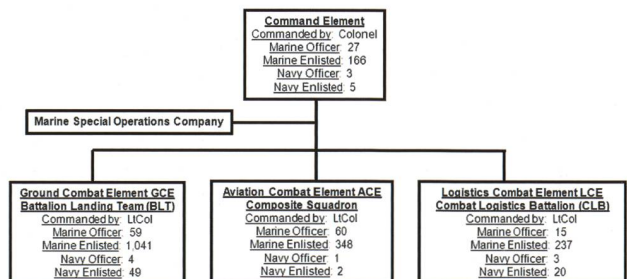 Command Element
Commanded by: Colonel
Marine Officer: 27
Marine Enlisted: 166
Navy Officer: 3
Navy Enlisted: 5
Marine Special Operations Company
Ground Combat Element GCE
Battalion Landing Team (BLT)
Commanded by: LtCol
Marine Officer: 59
Marine Enlisted: 1,041
Navy Officer: 4
Navy Enlisted: 49
Aviation Combat Element ACE
Composite Squadron
Commanded by: LtCol
Marine Officer: 60
Marine Enlisted: 348
Navy Officer: 1
Navy Enlisted: 2
Logistics Combat Element LCE
Combat Logistics Battalion (CLB)
Commanded by: LtCol
Marine Officer: 15
Marine Enlisted: 237
Navy Officer: 3
Navy Enlisted: 20